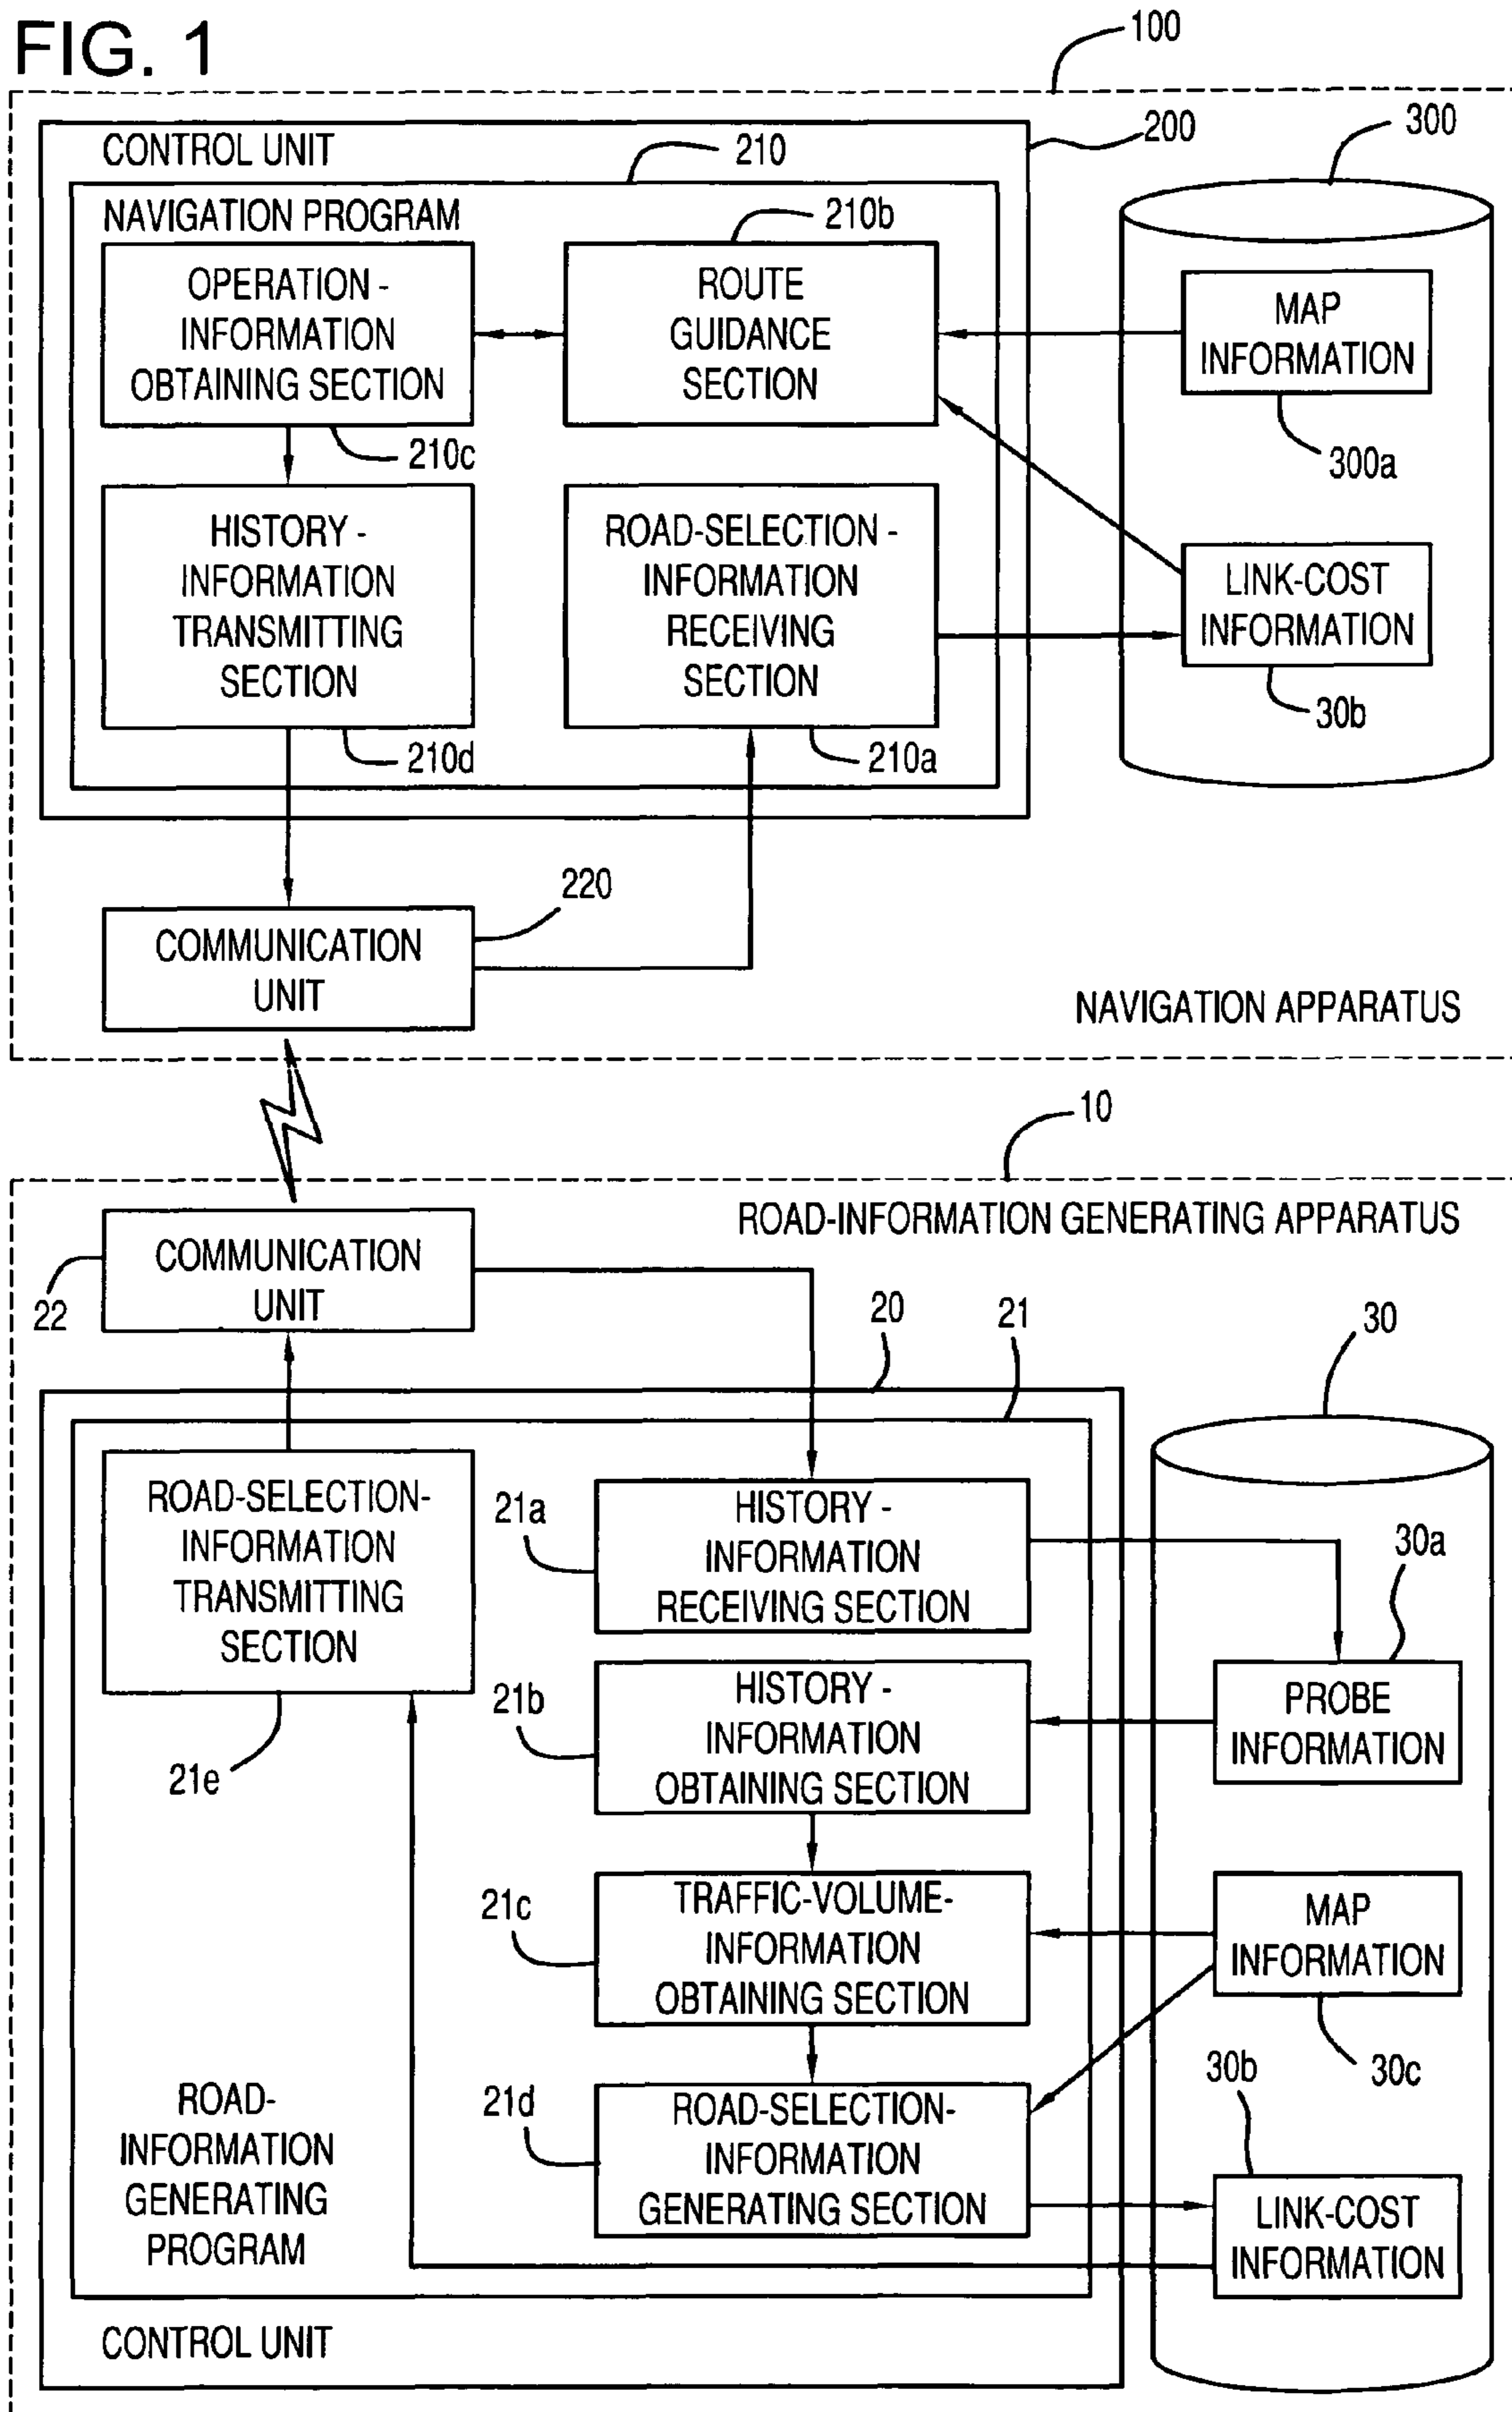 FIG. 1
100
CONTROL UNIT
200
300
210
NAVIGATION PROGRAM
210b
OPERATION -
INFORMATION
OBTAINING SECTION
ROUTE
GUIDANCE
SECTION
MAP
INFORMATION
210c
300a
HISTORY -
INFORMATION
TRANSMITTING
SECTION
ROAD-SELECTION -
INFORMATION
RECEIVING
SECTION
LINK-COST
INFORMATION
30b
210d
210a
220
COMMUNICATION
UNIT
NAVIGATION APPARATUS
10
ROAD-INFORMATION GENERATING APPARATUS
COMMUNICATION
UNIT
22
20
21
30
ROAD-SELECTION-
INFORMATION
TRANSMITTING
SECTION
21a
HISTORY -
INFORMATION
RECEIVING SECTION
30a
21e
21b
HISTORY -
INFORMATION
OBTAINING SECTION
PROBE
INFORMATION
21c
TRAFFIC-VOLUME-
INFORMATION
OBTAINING SECTION
MAP
INFORMATION
30c
30b
21d
ROAD-SELECTION-
INFORMATION
GENERATING SECTION
LINK-COST
INFORMATION
ROAD-
INFORMATION
GENERATING
PROGRAM
CONTROL UNIT